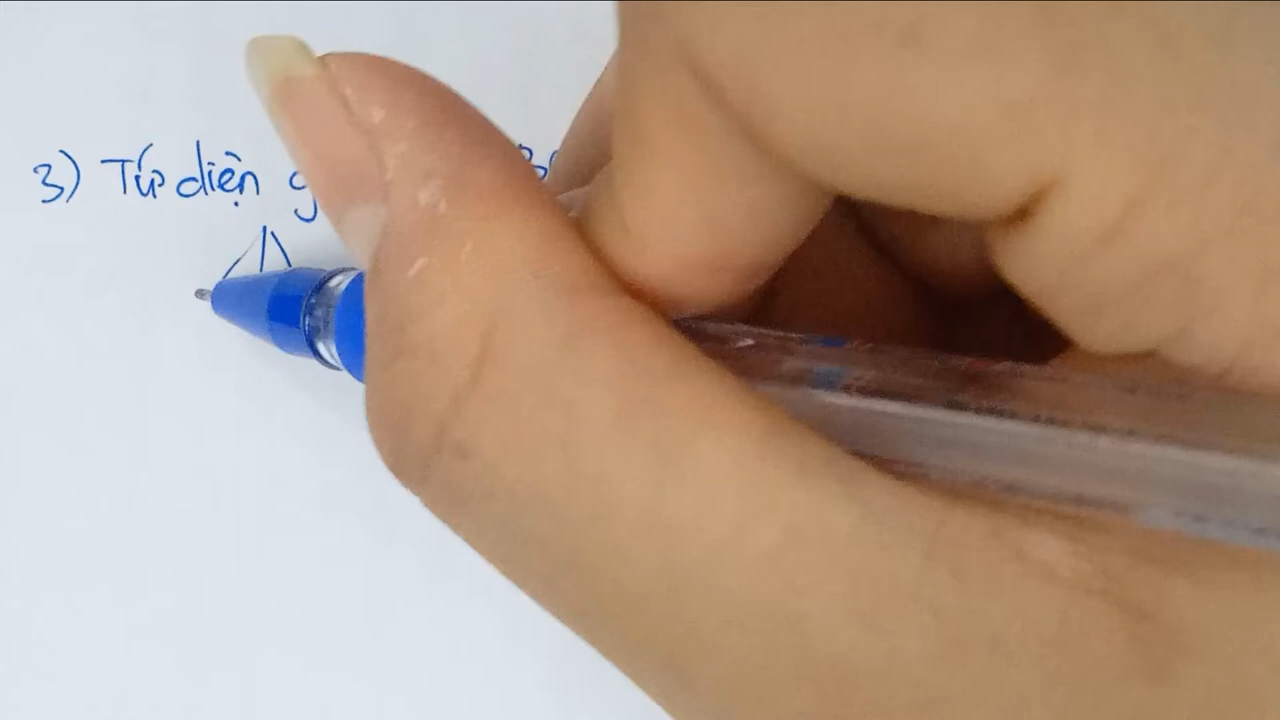 3) Tứ diện